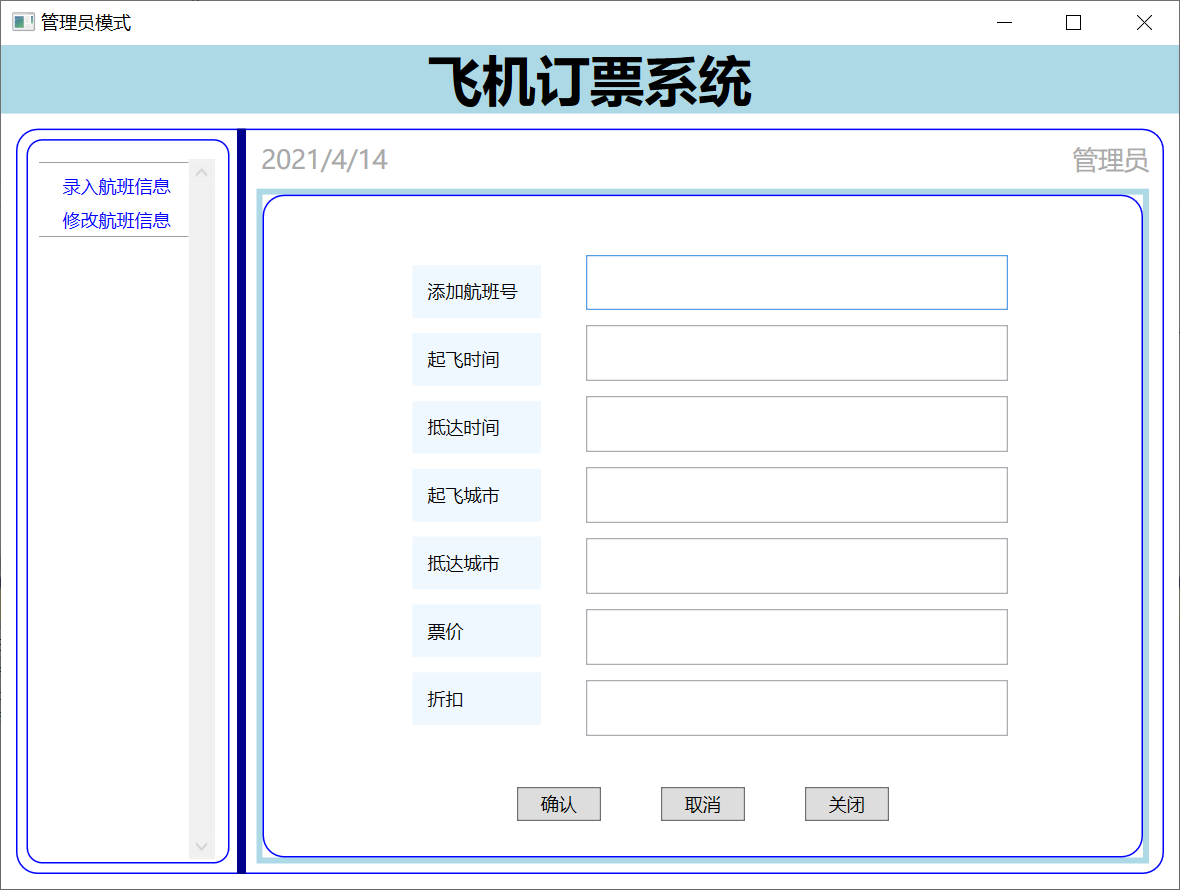 管理员模式
飞机订票系统
录入航班信息
修改航班信息
2021/4/14
管理员
添加航班号
起飞时间
抵达时间
起飞城市
抵达城市
票价
折扣
确认 取消 关闭